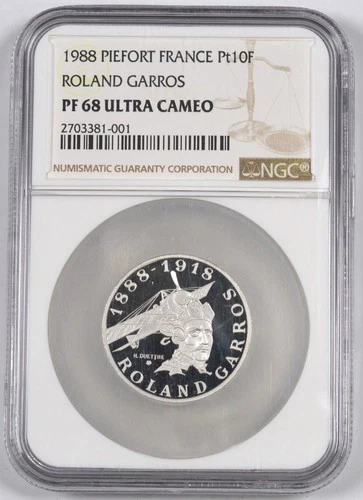 1988 PIEFORT FRANCE Pt10F
ROLAND GARROS
PF 68 ULTRA CAMEO
2703381-001
NUMISMATIC GUARANTY CORPORATION NGC®
1888-1918
ROLAND GARROS